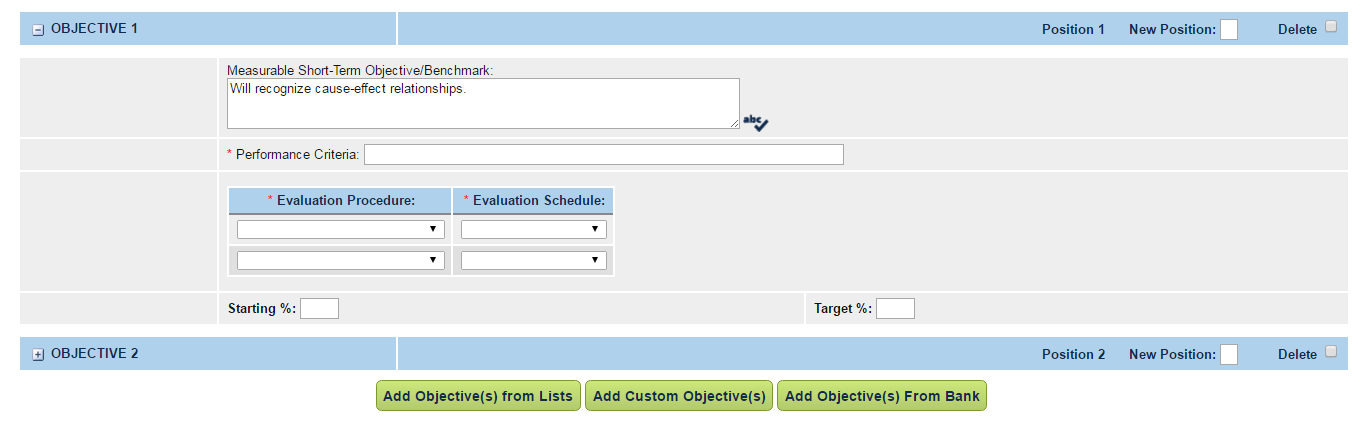 OBJECTIVE 1 Position 1 New Position: Delete
Measurable Short-Term Objective/Benchmark:
Will recognize cause-effect relationships.
abc
* Performance Criteria:
* Evaluation Procedure: * Evaluation Schedule:
Starting %: Target %:
OBJECTIVE 2 Position 2 New Position: Delete
Add Objective(s) from Lists Add Custom Objective(s) Add Objective(s) From Bank